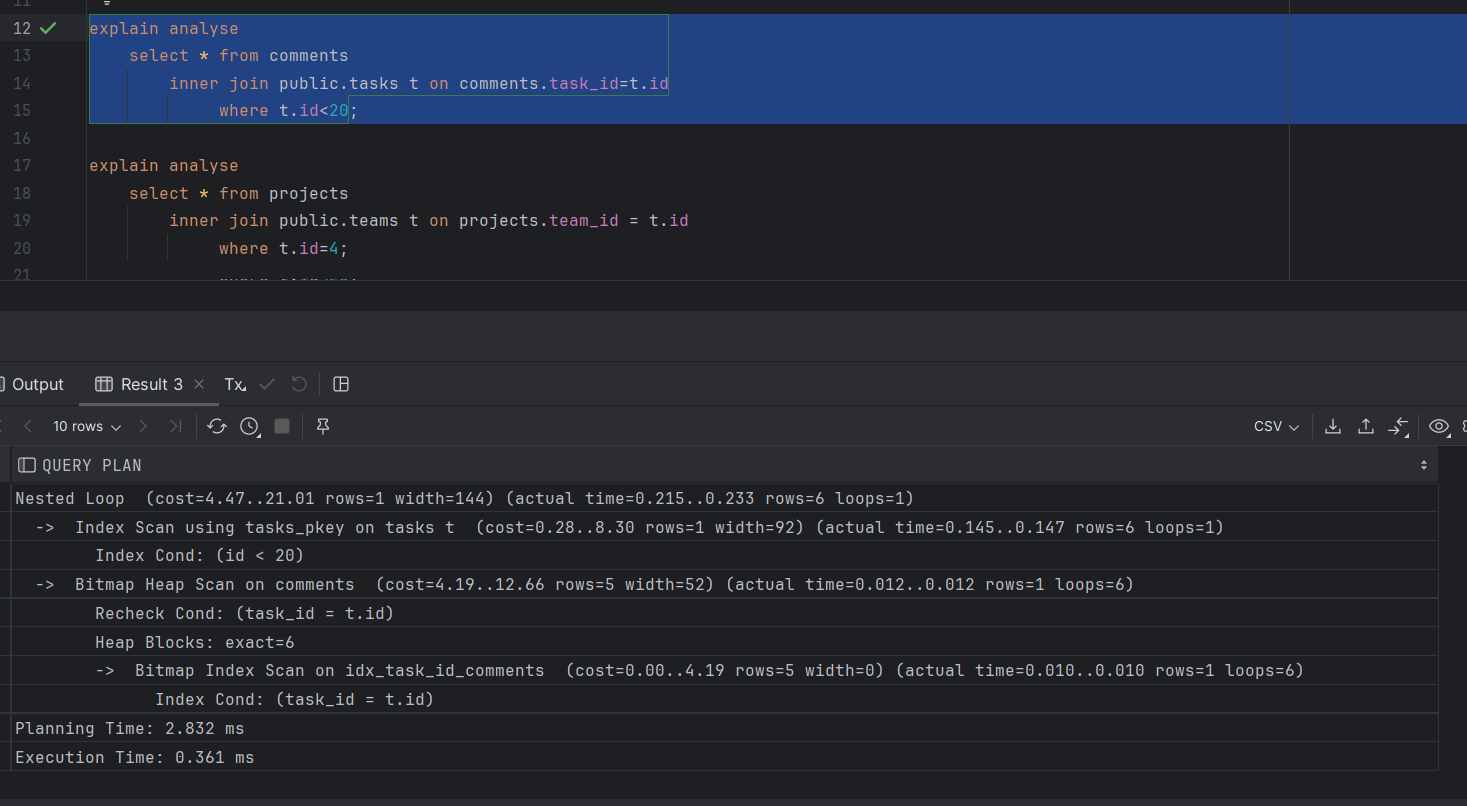 11
12 explain analyse
13 select * from comments
14 inner join public.tasks t on comments.task_id=t.id
15 where t.id<20;
16
17 explain analyse
18 select * from projects
19 inner join public.teams t on projects.team_id = t.id
20 where t.id=4;
21
Output Result 3 × Tx
10 rows CSV
QUERY PLAN
Nested Loop  (cost=4.47..21.01 rows=1 width=144) (actual time=0.215..0.233 rows=6 loops=1)
->  Index Scan using tasks_pkey on tasks t  (cost=0.28..8.30 rows=1 width=92) (actual time=0.145..0.147 rows=6 loops=1)
Index Cond: (id < 20)
->  Bitmap Heap Scan on comments  (cost=4.19..12.66 rows=5 width=52) (actual time=0.012..0.012 rows=1 loops=6)
Recheck Cond: (task_id = t.id)
Heap Blocks: exact=6
->  Bitmap Index Scan on idx_task_id_comments  (cost=0.00..4.19 rows=5 width=0) (actual time=0.010..0.010 rows=1 loops=6)
Index Cond: (task_id = t.id)
Planning Time: 2.832 ms
Execution Time: 0.361 ms